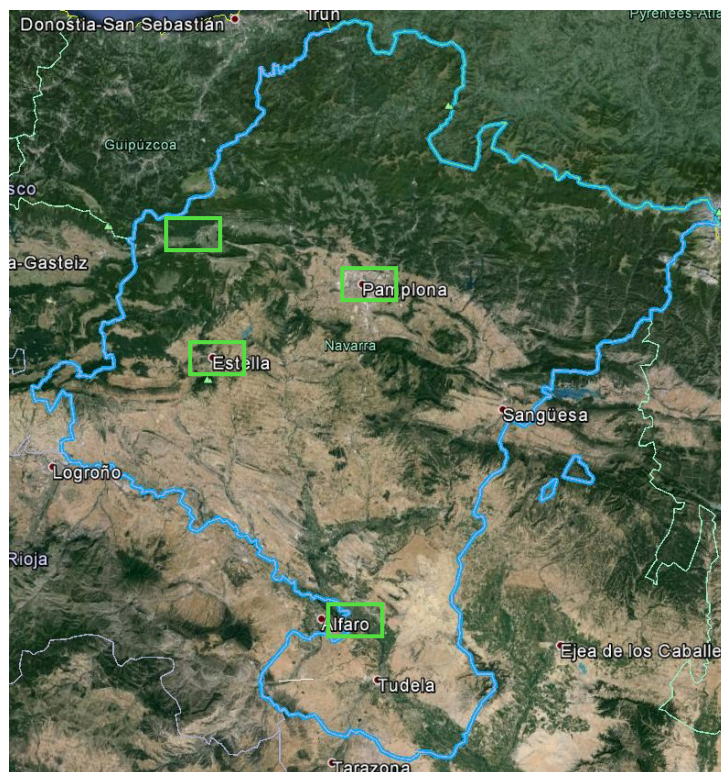 Donostia-San Sebastián
Irun
Pyrénées-Atla
Guipúzcoa
sco
a-Gasteiz
Pamplona
Navarra
Estella
Sangüesa
Logroño
Rioja
Alfaro
Ejea de los Caballe
Tudela
Tarazona